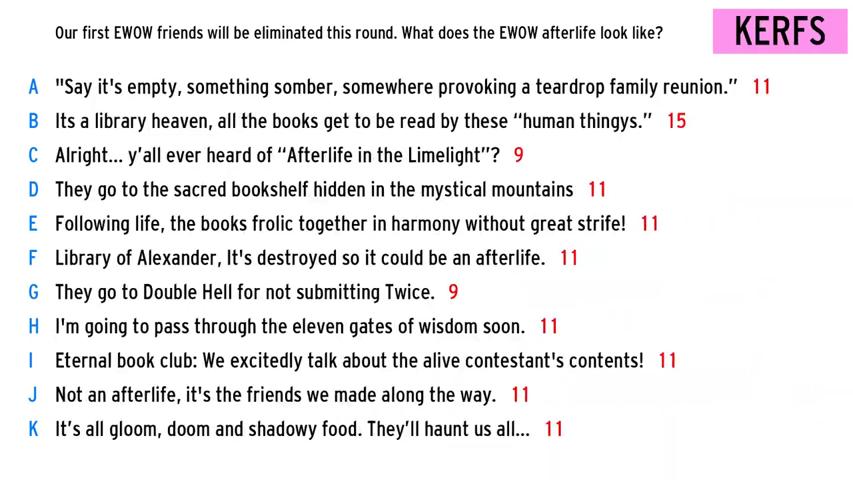 Our first EWOW friends will be eliminated this round. What does the EWOW afterlife look like?
KERFS
A "Say it's empty, something somber, somewhere provoking a teardrop family reunion.” 11
B Its a library heaven, all the books get to be read by these “human thingys.” 15
C Alright... y’all ever heard of “Afterlife in the Limelight”? 9
D They go to the sacred bookshelf hidden in the mystical mountains 11
E Following life, the books frolic together in harmony without great strife! 11
F Library of Alexander, It's destroyed so it could be an afterlife. 11
G They go to Double Hell for not submitting Twice. 9
H I'm going to pass through the eleven gates of wisdom soon. 11
I Eternal book club: We excitedly talk about the alive contestant's contents! 11
J Not an afterlife, it's the friends we made along the way. 11
K It’s all gloom, doom and shadowy food. They’ll haunt us all... 11